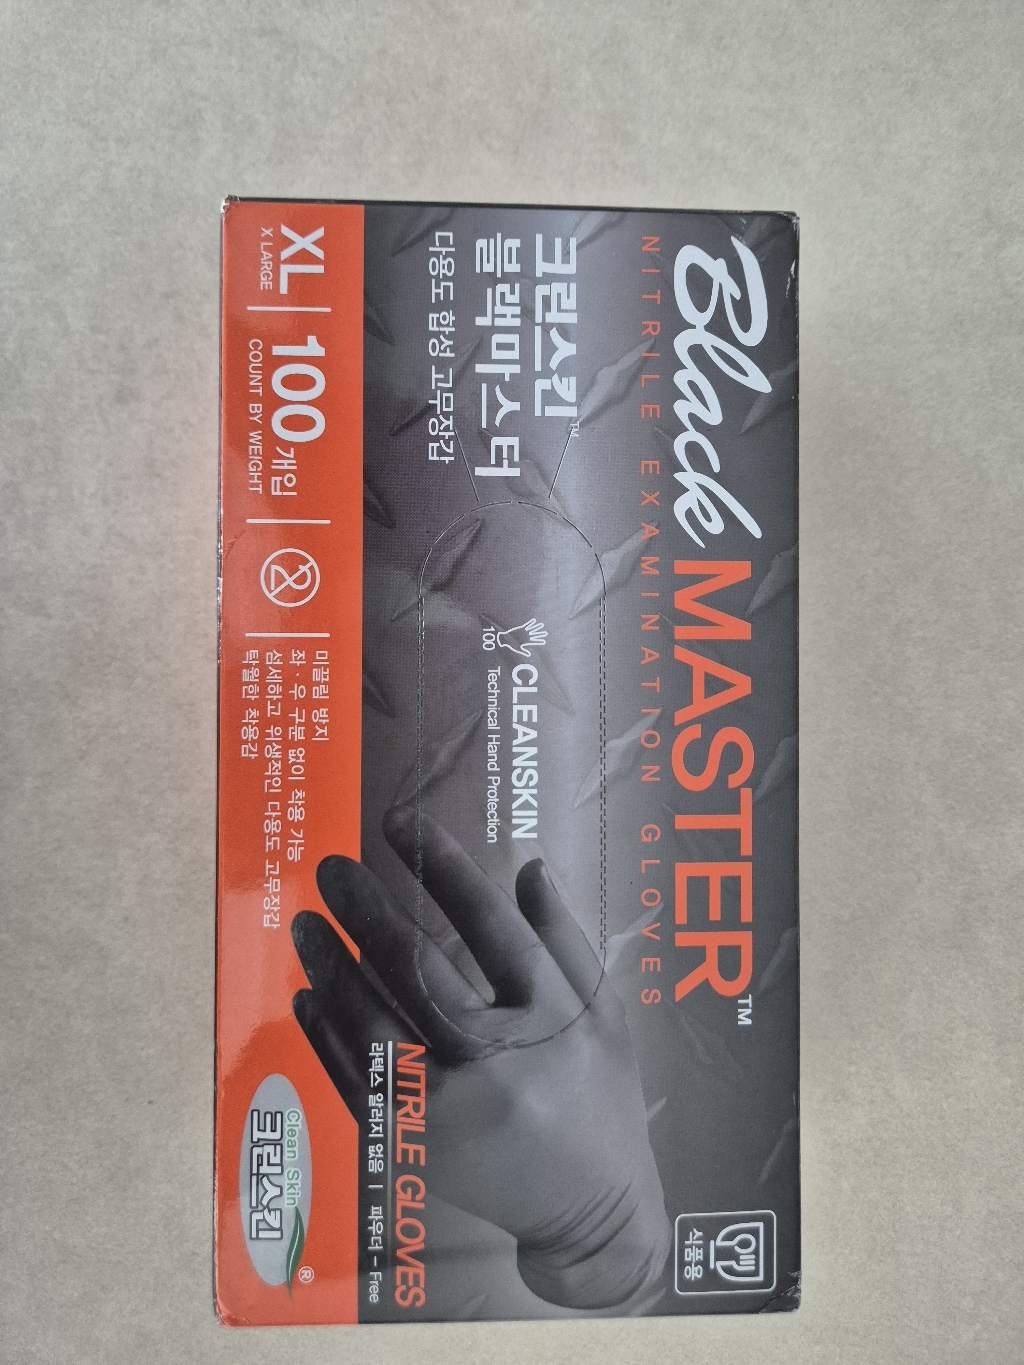 Black MASTER™
NITRILE EXAMINATION GLOVES
크린스킨™
블랙마스터
다용도 합성 고무장갑
CLEANSKIN
100 Technical Hand Protection
식품용
NITRILE GLOVES
라텍스 알러지 없음 | 파우더 - Free
XL
X LARGE
100개입
COUNT BY WEIGHT
2
미끌림 방지
좌·우 구분 없이 착용 가능
섬세하고 위생적인 다용도 고무장갑
탁월한 착용감
Clean Skin
크린스킨®